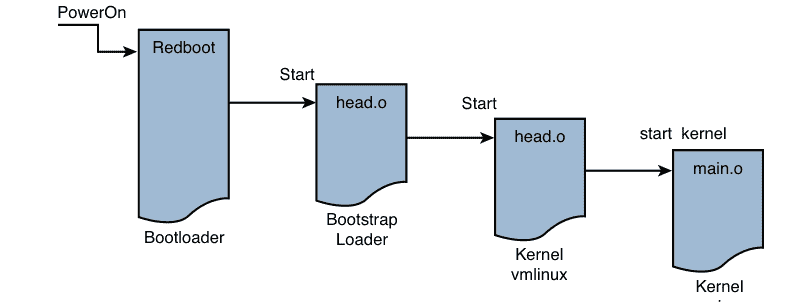 PowerOn
Redboot
Start
head.o
Start
head.o
start kernel
main.o
Bootloader
Bootstrap
Loader
Kernel
vmlinux
Kernel